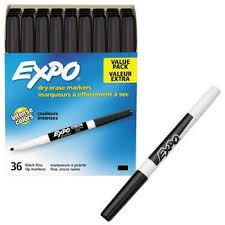 VALUE
PACK
VALEUR
EXTRA
EXPO
dry erase markers
marqueurs à effacement à sec
intense
colors
couleurs
intenses
36 black fine
tip markers
marqueurs à pointe
fine, encre noire
EXPO